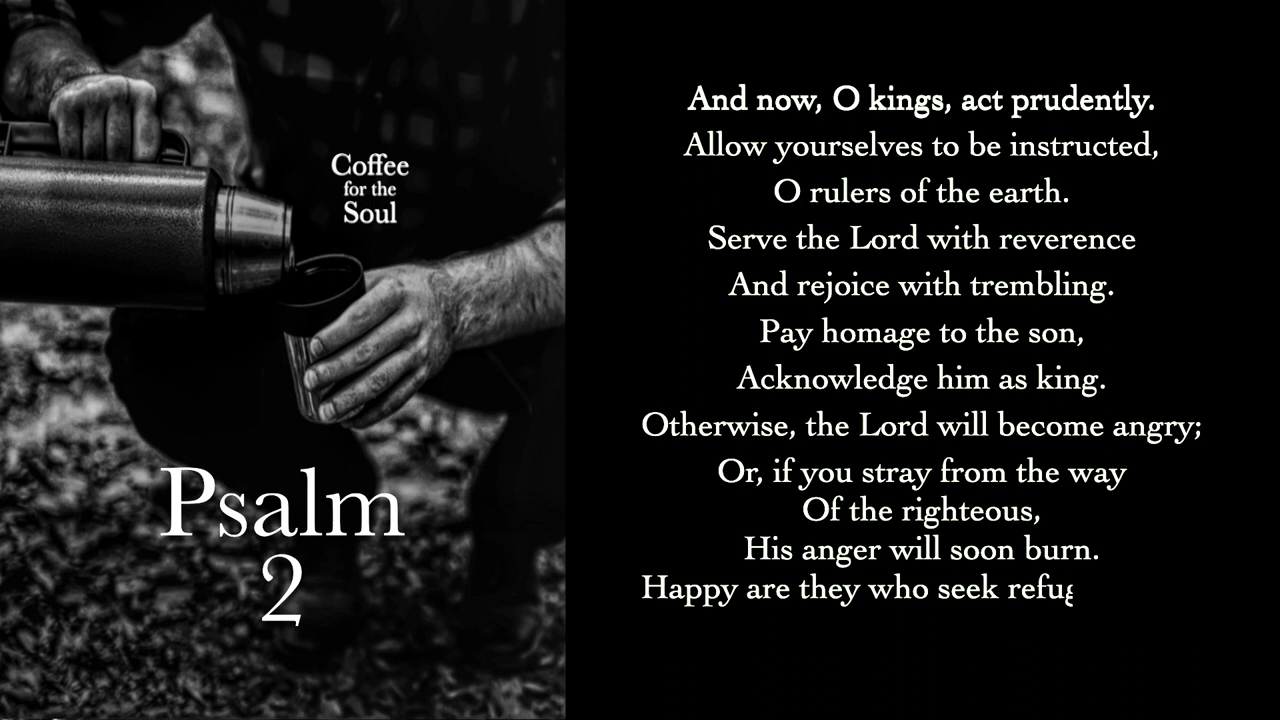 Coffee
for the
Soul
Psalm
2
And now, O kings, act prudently.
Allow yourselves to be instructed,
O rulers of the earth.
Serve the Lord with reverence
And rejoice with trembling.
Pay homage to the son,
Acknowledge him as king.
Otherwise, the Lord will become angry;
Or, if you stray from the way
Of the righteous,
His anger will soon burn.
Happy are they who seek